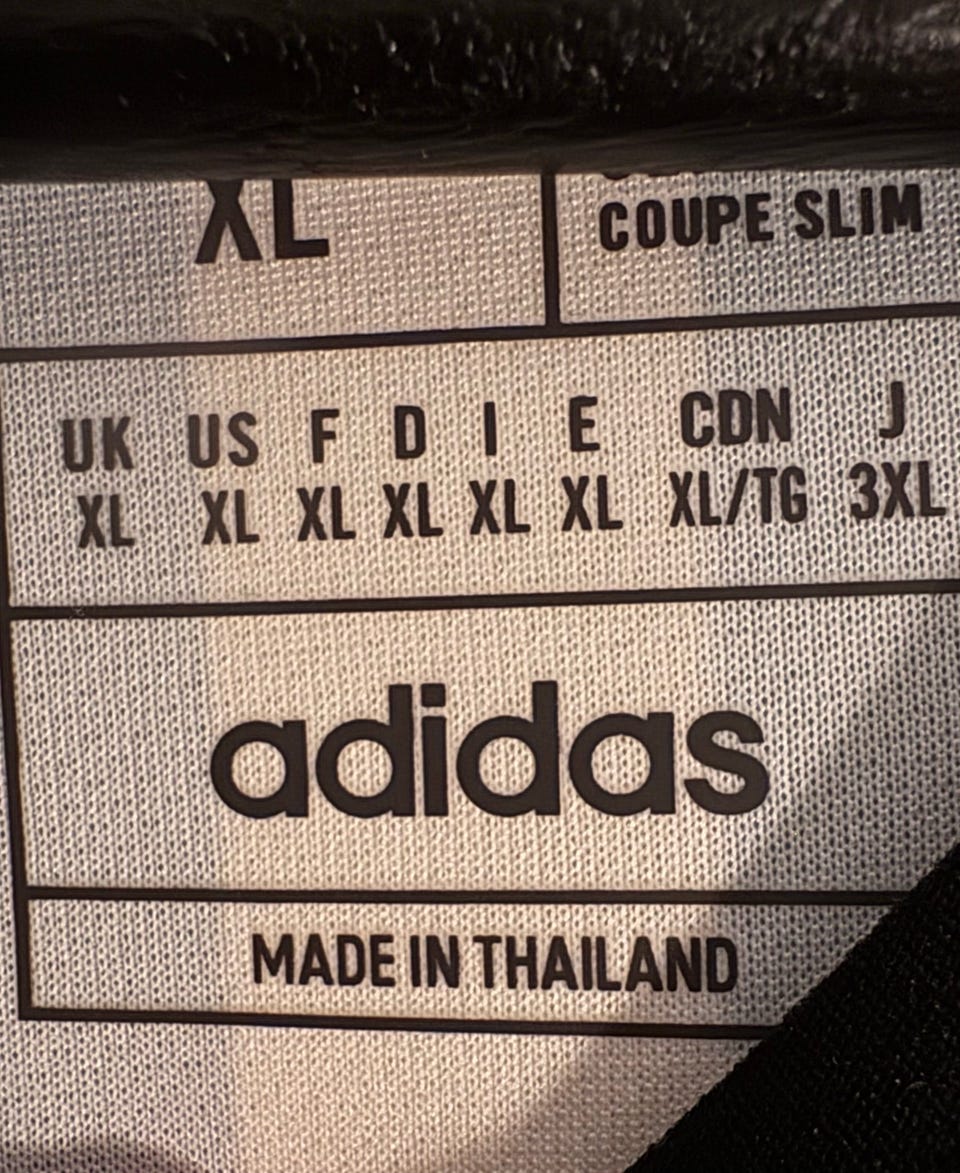 XL
COUPE SLIM
UK US F D I E CDN J
XL XL XL XL XL XL XL/TG 3XL
adidas
MADE IN THAILAND